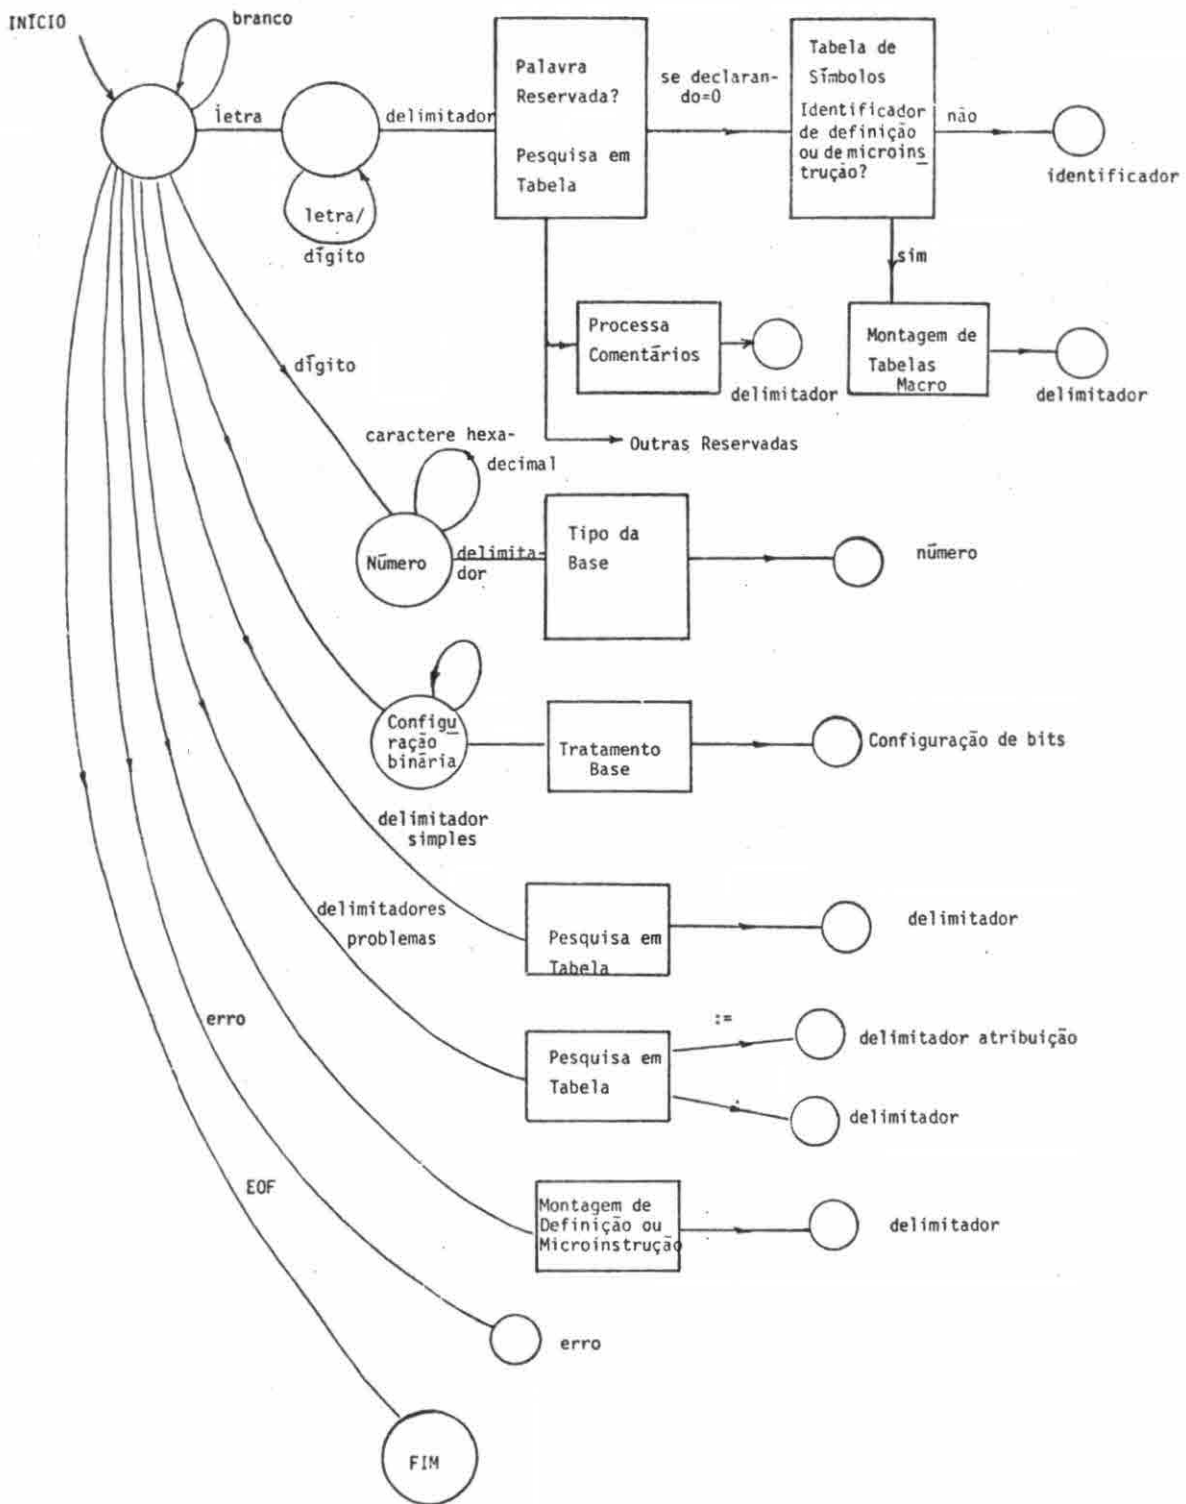 INÍCIO
branco
letra
letra/
dígito
delimitador
Palavra
Reservada?
Pesquisa em
Tabela
se declaran-
do=0
Tabela de
Símbolos
Identificador
de definição
ou de microins
trução?
não
identificador
sim
Montagem de
Tabelas
Macro
delimitador
Processa
Comentários
delimitador
Outras Reservadas
dígito
caractere hexa-
decimal
Número
delimita-
dor
Tipo da
Base
número
Configu
ração
binária
Tratamento
Base
Configuração de bits
delimitador
simples
Pesquisa em
Tabela
delimitador
delimitadores
problemas
Pesquisa em
Tabela
:=
delimitador atribuição
:
delimitador
Montagem de
Definição ou
Microinstrução
delimitador
erro
erro
EOF
FIM